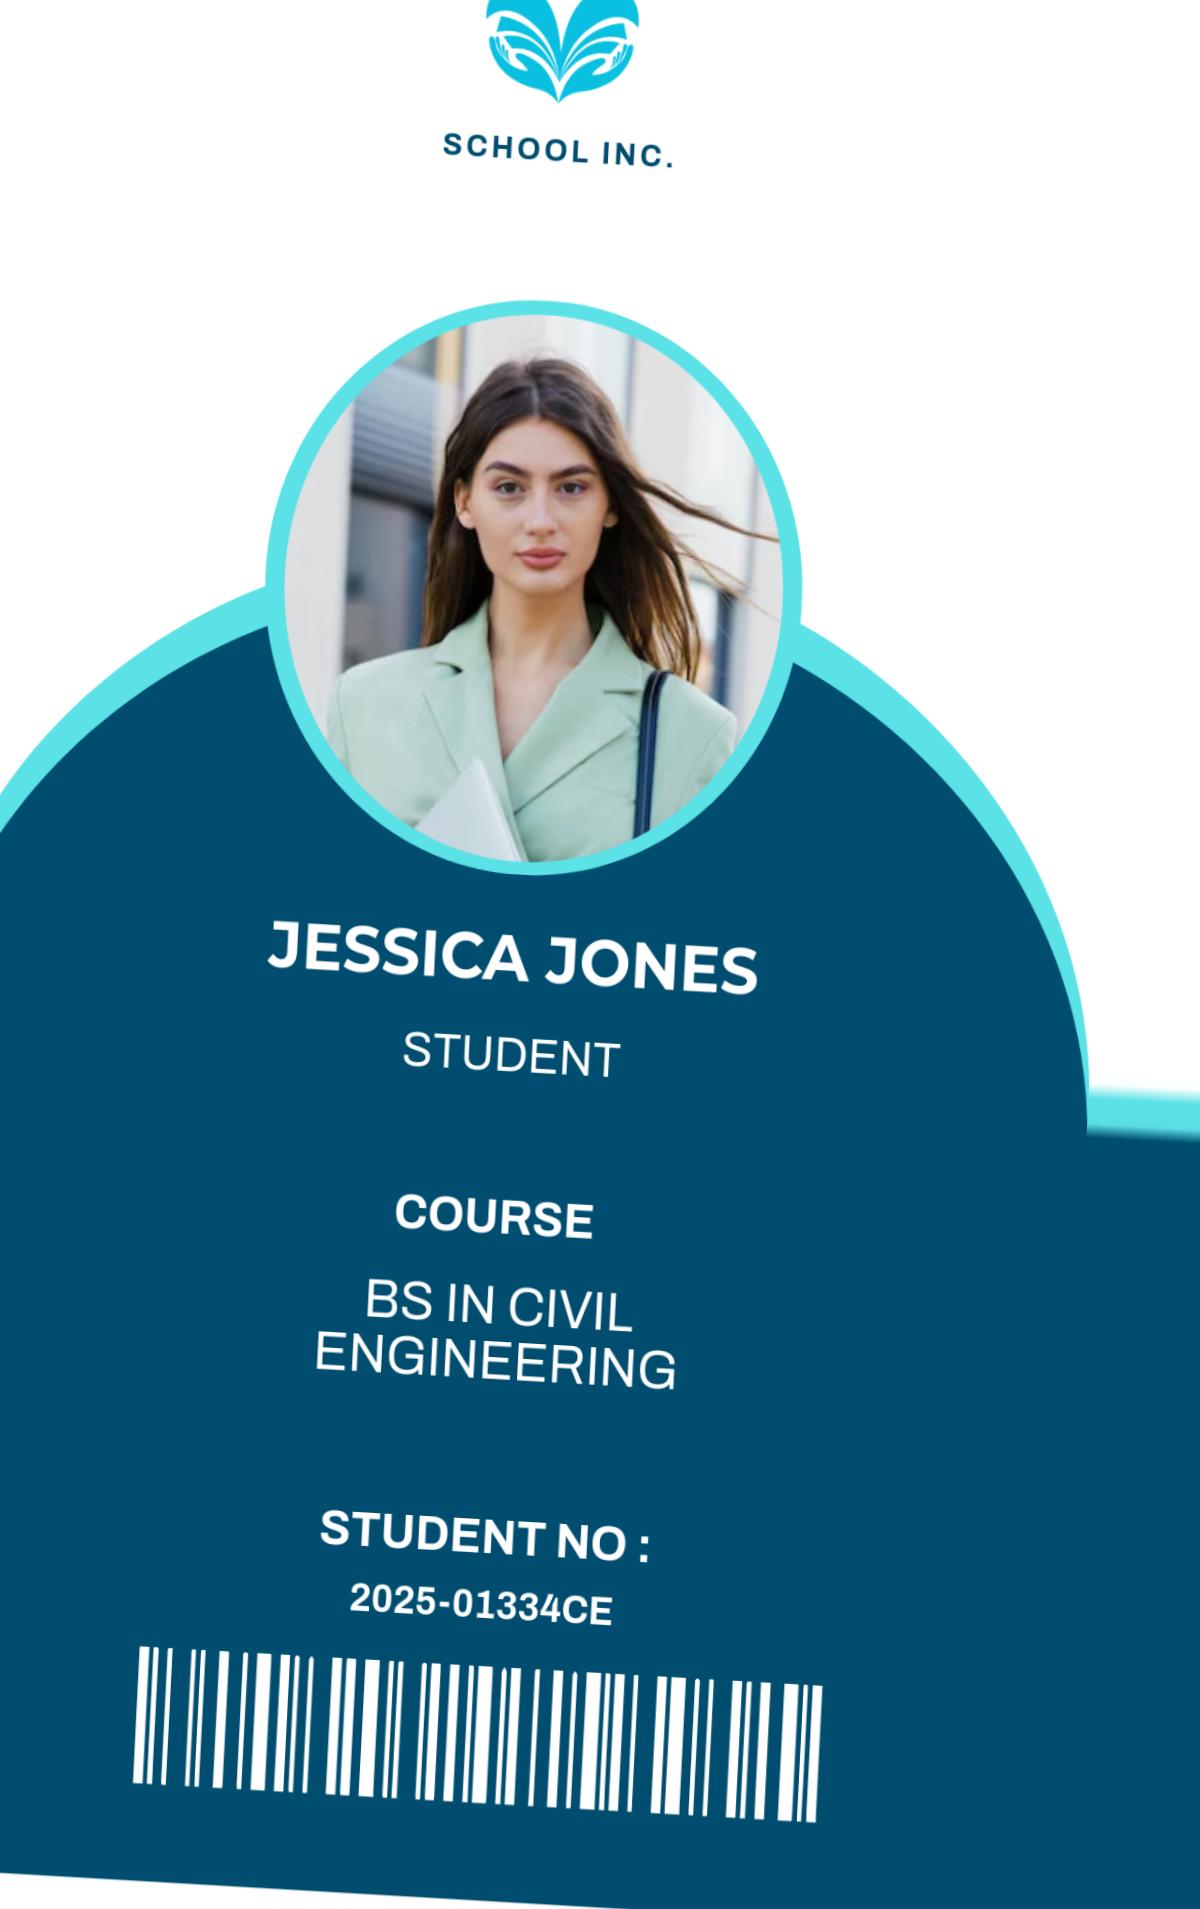 SCHOOL INC.
JESSICA JONES
STUDENT
COURSE
BS IN CIVIL
ENGINEERING
STUDENT NO :
2025-01334CE